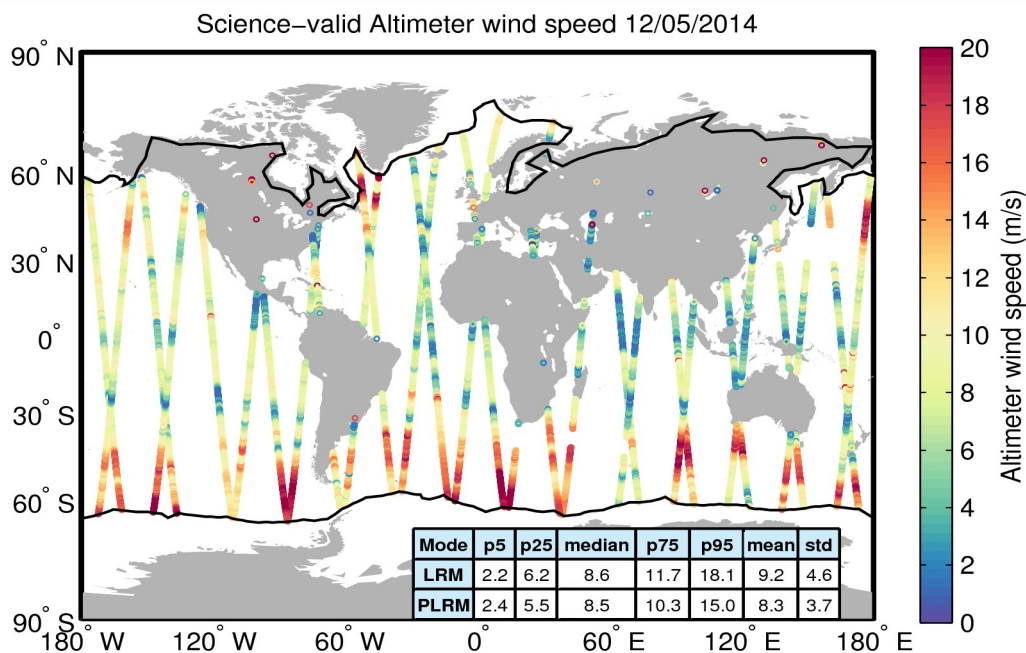 Science−valid Altimeter wind speed 12/05/2014
90° N
60° N
30° N
0°
30° S
60° S
90° S
180° W
120° W
60° W
0°
60° E
120° E
180° E
Mode p5 p25 median p75 p95 mean std
LRM 2.2 6.2 8.6 11.7 18.1 9.2 4.6
PLRM 2.4 5.5 8.5 10.3 15.0 8.3 3.7
20
18
16
14
12
10
8
6
4
2
0
Altimeter wind speed (m/s)